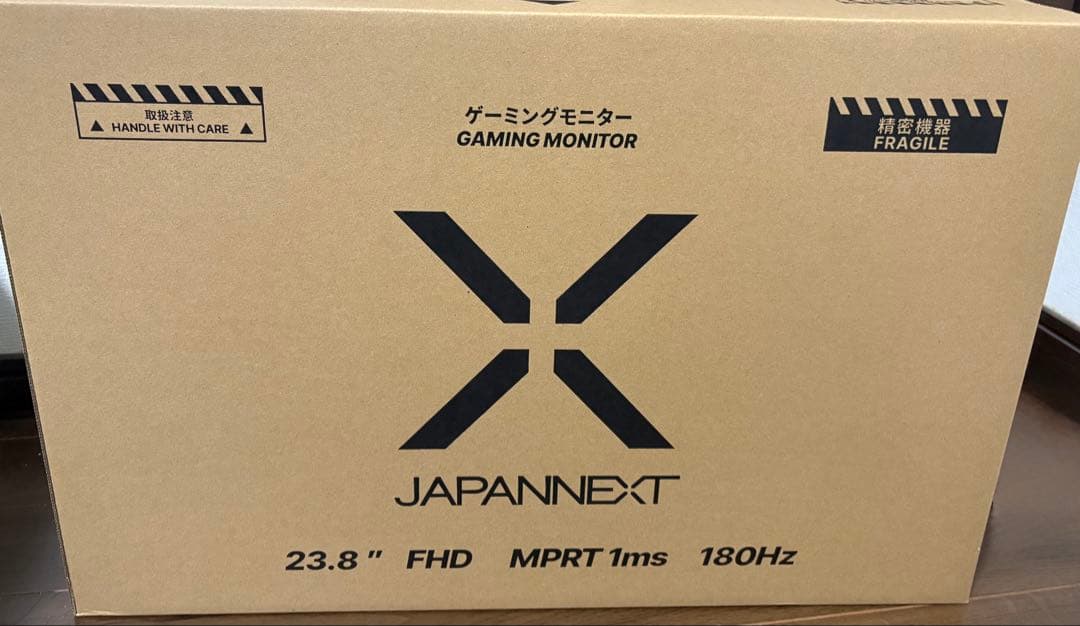 取扱注意
HANDLE WITH CARE
ゲーミングモニター
GAMING MONITOR
精密機器
FRAGILE
JAPANNEXT
23.8" FHD MPRT 1ms 180Hz